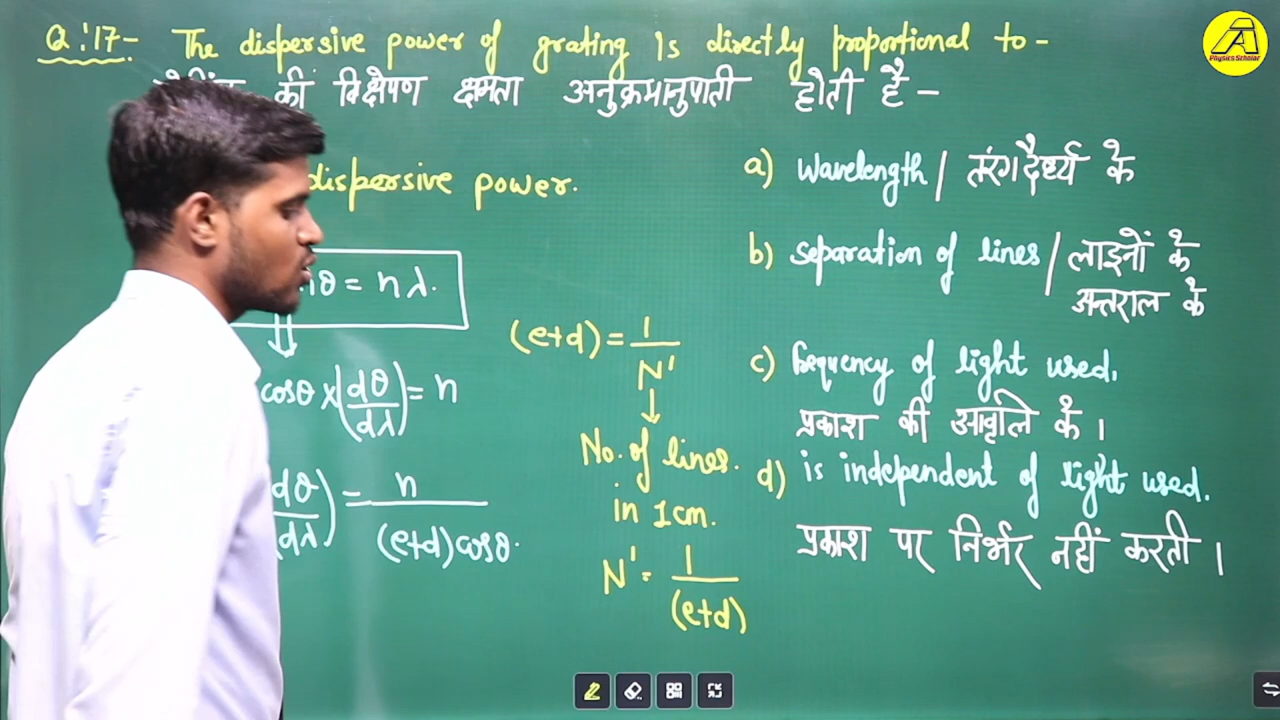 Q:17- The dispersive power of grating is directly proportional to -
की विक्षेपण क्षमता अनुक्रमानुपाती होती है -
dispersive power.
a) wavelength / तरंगदैर्ध्य के
b) separation of lines / लाइनों के
अन्तराल के
θ = nλ.
(e+d) = 1/N'
c) frequency of light used.
प्रकाश की आवृति के ।
cosθ × (dθ/dλ) = n
No. of lines.
in 1cm.
d) is independent of light used.
प्रकाश पर निर्भर नहीं करती ।
dθ/dλ) = n/(e+d)cosθ.
N' = 1/(e+d)
A
Physics Scholar